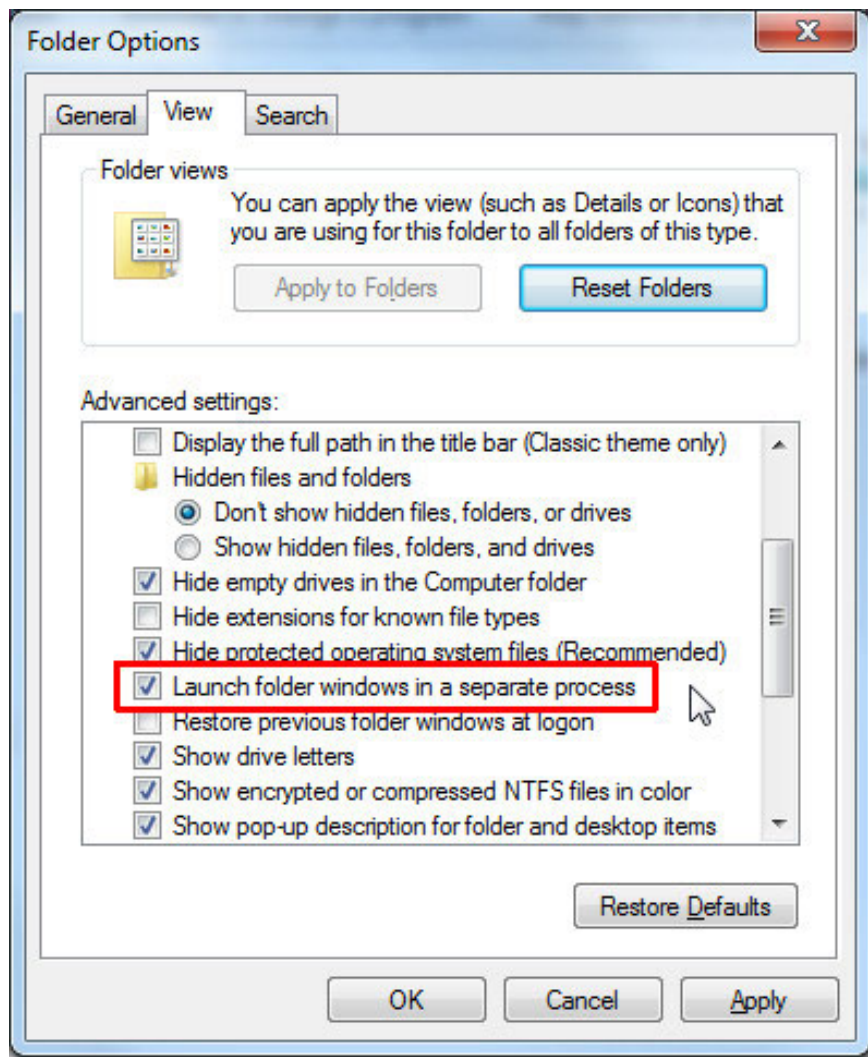 Folder Options
General View Search
Folder views
You can apply the view (such as Details or Icons) that
you are using for this folder to all folders of this type.
Apply to Folders Reset Folders
Advanced settings:
Display the full path in the title bar (Classic theme only)
Hidden files and folders
Don't show hidden files, folders, or drives
Show hidden files, folders, and drives
Hide empty drives in the Computer folder
Hide extensions for known file types
Hide protected operating system files (Recommended)
Launch folder windows in a separate process
Restore previous folder windows at logon
Show drive letters
Show encrypted or compressed NTFS files in color
Show pop-up description for folder and desktop items
Restore Defaults
OK Cancel Apply